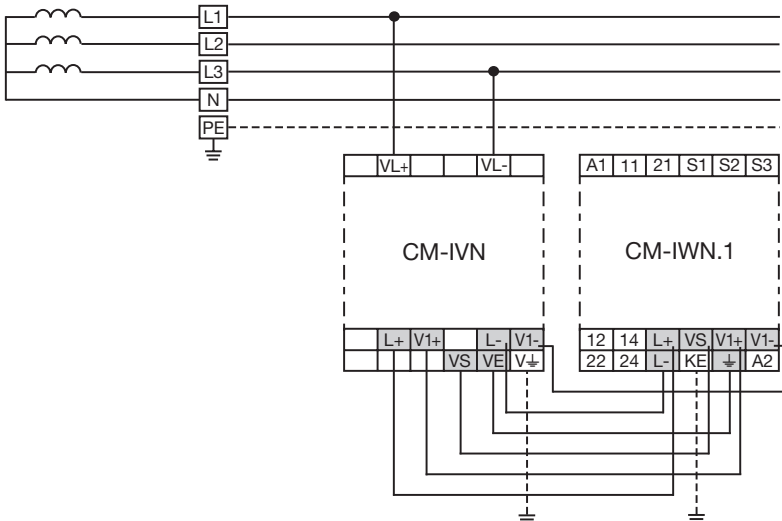 L1
L2
L3
N
PE
VL+ VL-
A1 11 21 S1 S2 S3
CM-IVN
CM-IWN.1
L+ V1+ L- V1-
VS VE V⏚
12 14 L+ VS V1+ V1-
22 24 L- KE ⏚ A2